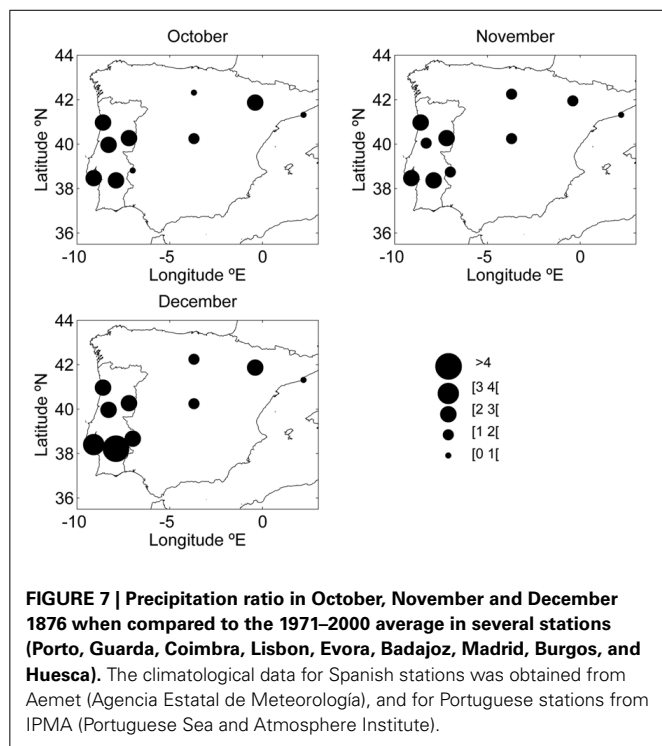 October
44
42
40
38
36
Latitude ºN
-10 -5 0
Longitude ºE
November
44
42
40
38
36
Latitude ºN
-10 -5 0
Longitude ºE
December
44
42
40
38
36
Latitude ºN
-10 -5 0
Longitude ºE
>4
[3 4[
[2 3[
[1 2[
[0 1[
FIGURE 7 | Precipitation ratio in October, November and December
1876 when compared to the 1971–2000 average in several stations
(Porto, Guarda, Coimbra, Lisbon, Evora, Badajoz, Madrid, Burgos, and
Huesca). The climatological data for Spanish stations was obtained from
Aemet (Agencia Estatal de Meteorología), and for Portuguese stations from
IPMA (Portuguese Sea and Atmosphere Institute).